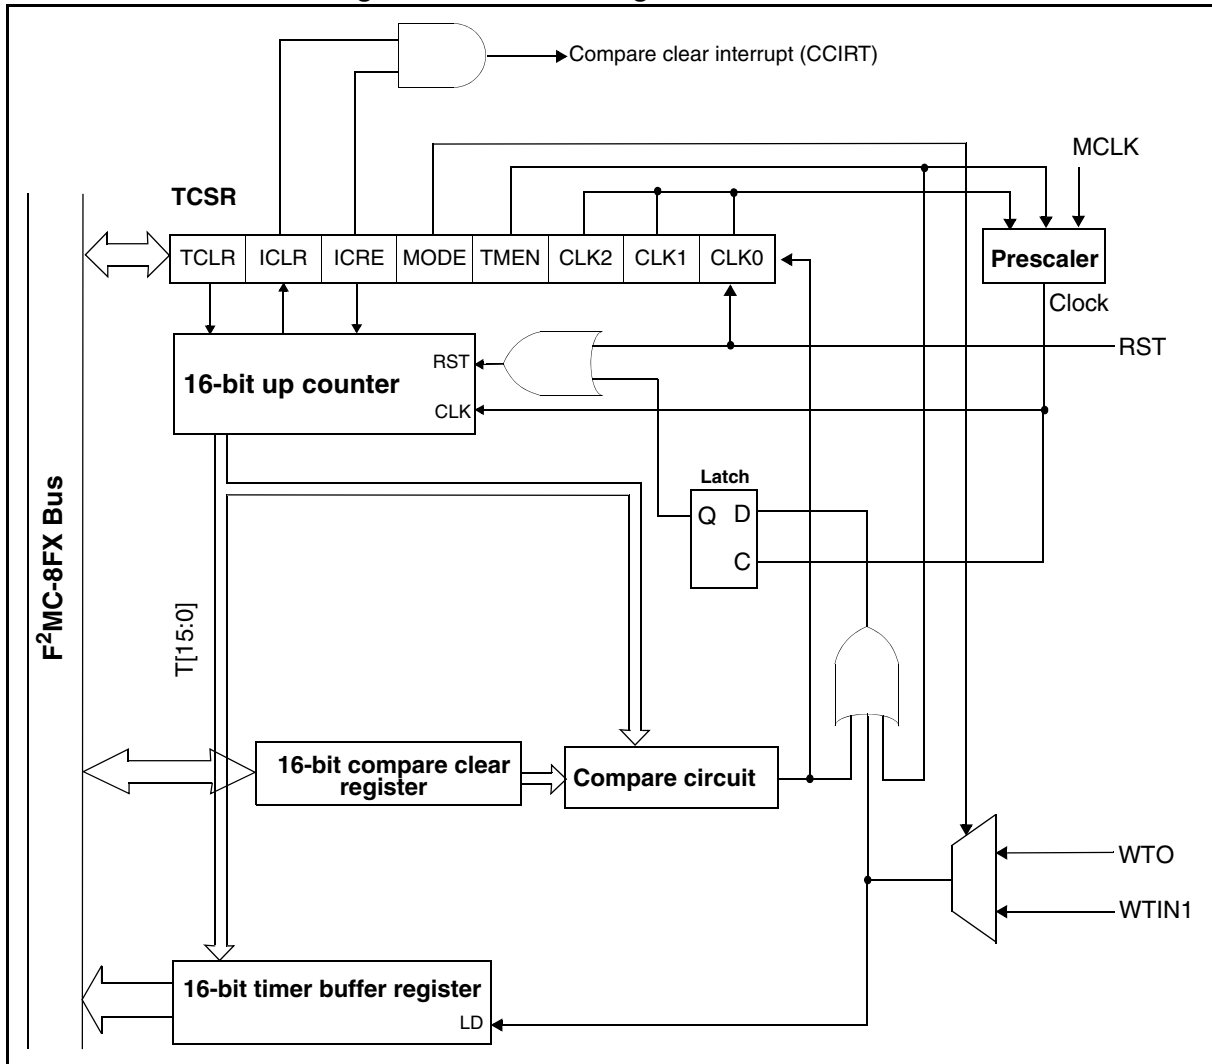 Compare clear interrupt (CCIRT)
MCLK
TCSR
TCLR ICLR ICRE MODE TMEN CLK2 CLK1 CLK0
Prescaler
Clock
RST
RST
16-bit up counter
CLK
Latch
Q D
C
F²MC-8FX Bus
T[15:0]
16-bit compare clear
register
Compare circuit
WTO
WTIN1
16-bit timer buffer register
LD